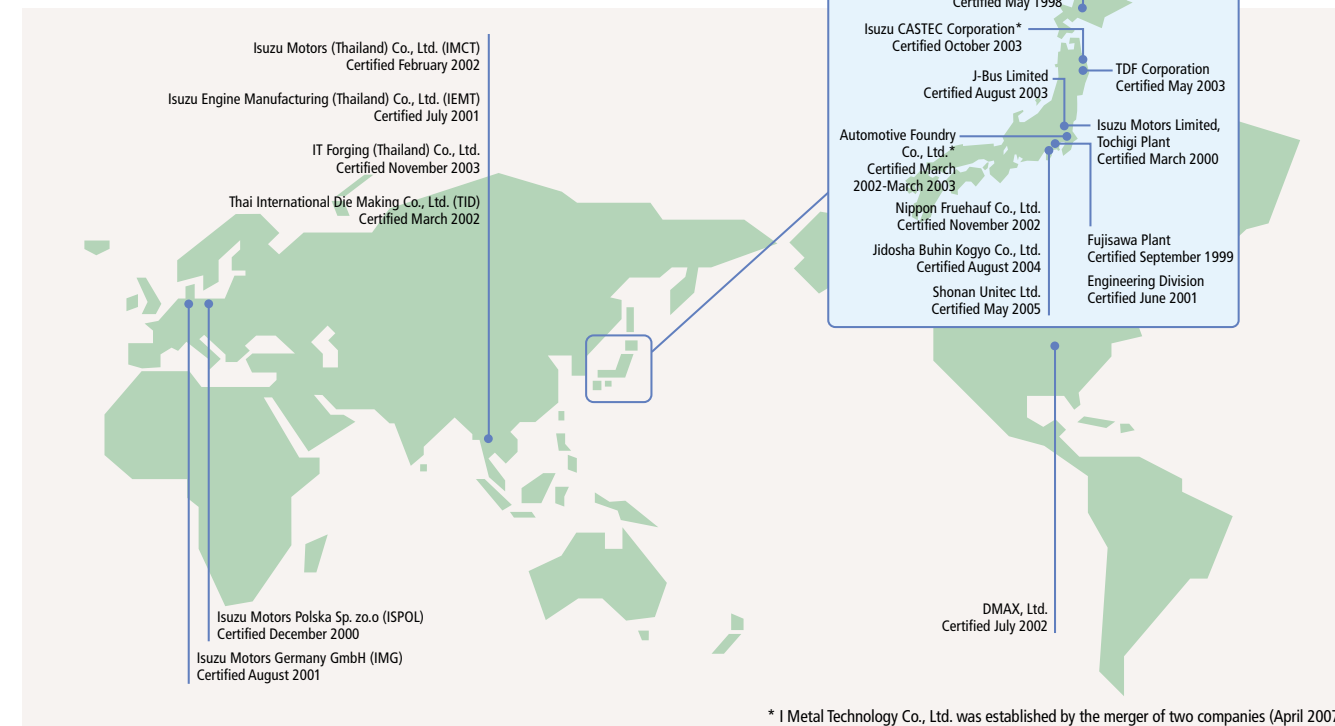 Certified May 1998
Isuzu CASTEC Corporation*
Certified October 2003
TDF Corporation
Certified May 2003
J-Bus Limited
Certified August 2003
Isuzu Motors Limited,
Tochigi Plant
Certified March 2000
Automotive Foundry
Co., Ltd.*
Certified March
2002-March 2003
Nippon Fruehauf Co., Ltd.
Certified November 2002
Jidosha Buhin Kogyo Co., Ltd.
Certified August 2004
Shonan Unitec Ltd.
Certified May 2005
Fujisawa Plant
Certified September 1999
Engineering Division
Certified June 2001
Isuzu Motors (Thailand) Co., Ltd. (IMCT)
Certified February 2002
Isuzu Engine Manufacturing (Thailand) Co., Ltd. (IEMT)
Certified July 2001
IT Forging (Thailand) Co., Ltd.
Certified November 2003
Thai International Die Making Co., Ltd. (TID)
Certified March 2002
Isuzu Motors Polska Sp. zo.o (ISPOL)
Certified December 2000
Isuzu Motors Germany GmbH (IMG)
Certified August 2001
DMAX, Ltd.
Certified July 2002
* I Metal Technology Co., Ltd. was established by the merger of two companies (April 2007